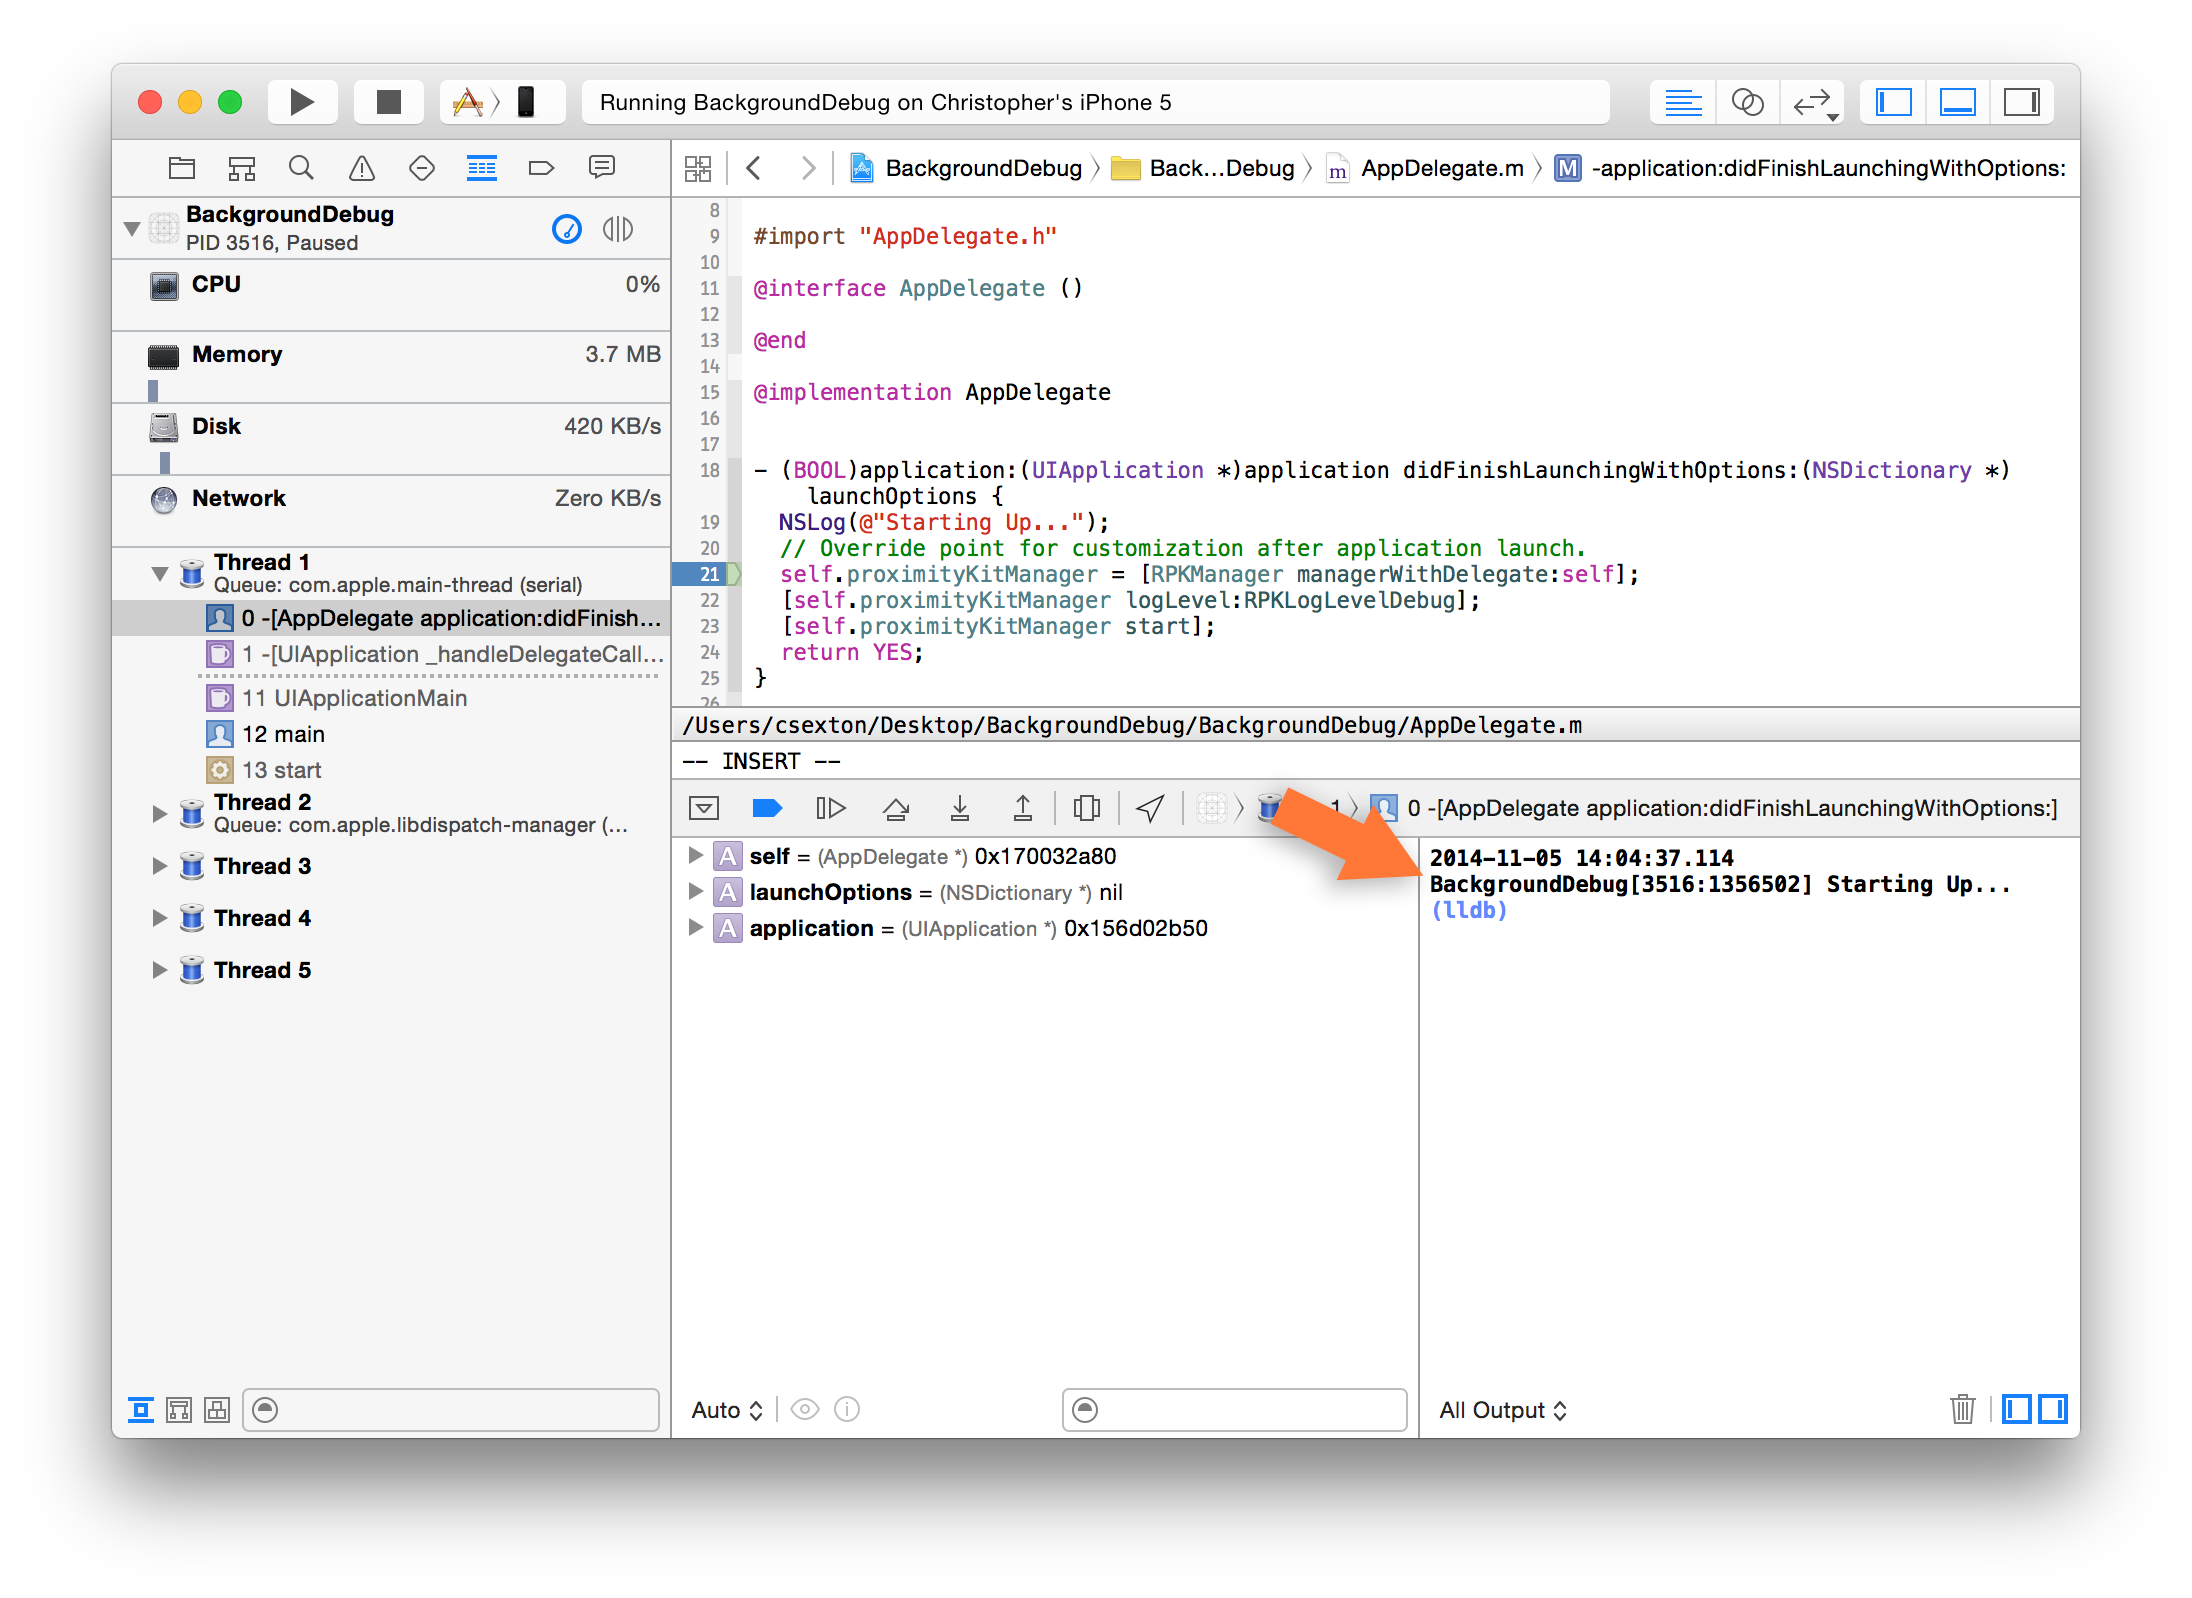 Running BackgroundDebug on Christopher's iPhone 5
BackgroundDebug
PID 3516, Paused
CPU 0%
Memory 3.7 MB
Disk 420 KB/s
Network Zero KB/s
Thread 1
Queue: com.apple.main-thread (serial)
0 -[AppDelegate application:didFinish...
1 -[UIApplication _handleDelegateCall...
11 UIApplicationMain
12 main
13 start
Thread 2
Queue: com.apple.libdispatch-manager (...
Thread 3
Thread 4
Thread 5
BackgroundDebug Back...Debug m AppDelegate.m M -application:didFinishLaunchingWithOptions:
8
9 #import "AppDelegate.h"
10
11 @interface AppDelegate ()
12
13 @end
14
15 @implementation AppDelegate
16
17
18 - (BOOL)application:(UIApplication *)application didFinishLaunchingWithOptions:(NSDictionary *)
launchOptions {
19 NSLog(@"Starting Up...");
20 // Override point for customization after application launch.
21 self.proximityKitManager = [RPKManager managerWithDelegate:self];
22 [self.proximityKitManager logLevel:RPKLogLevelDebug];
23 [self.proximityKitManager start];
24 return YES;
25 }
26
/Users/csexton/Desktop/BackgroundDebug/BackgroundDebug/AppDelegate.m
-- INSERT --
1 0 -[AppDelegate application:didFinishLaunchingWithOptions:]
A self = (AppDelegate *) 0x170032a80
A launchOptions = (NSDictionary *) nil
A application = (UIApplication *) 0x156d02b50
2014-11-05 14:04:37.114
BackgroundDebug[3516:1356502] Starting Up...
(lldb)
Auto
All Output